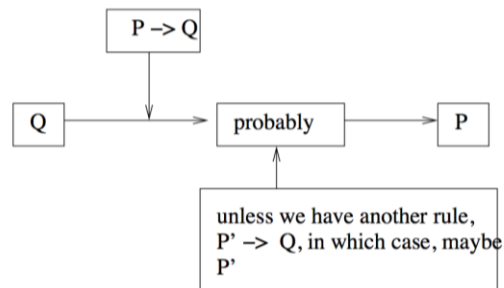 P –> Q
Q
probably
P
unless we have another rule,
P’ –> Q, in which case, maybe
P’